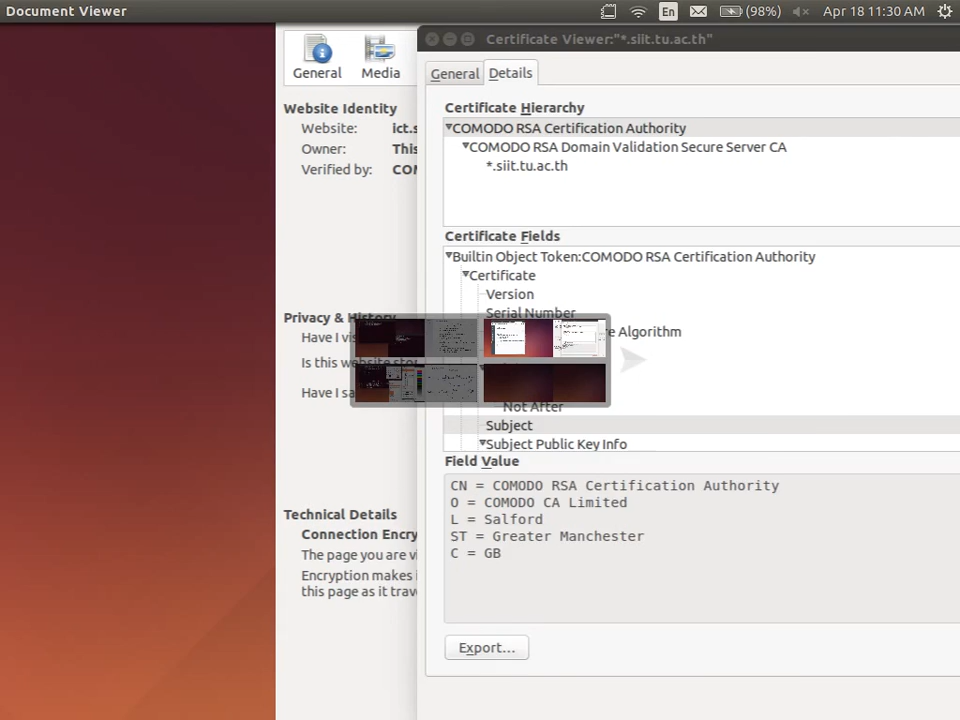 Document Viewer
En
(98%)
Apr 18 11:30 AM
Certificate Viewer:"*.siit.tu.ac.th"
General
Media
General
Details
Website Identity
Website:
ict.s
Owner:
This
Verified by:
COM
Certificate Hierarchy
COMODO RSA Certification Authority
COMODO RSA Domain Validation Secure Server CA
*.siit.tu.ac.th
Certificate Fields
Builtin Object Token:COMODO RSA Certification Authority
Certificate
Version
Serial Number
re Algorithm
Not After
Subject
Subject Public Key Info
Privacy & History
Have I vi
Is this website sto
Have I sa
Field Value
CN = COMODO RSA Certification Authority
O = COMODO CA Limited
L = Salford
ST = Greater Manchester
C = GB
Technical Details
Connection Encry
The page you are vi
Encryption makes i
this page as it trave
Export...